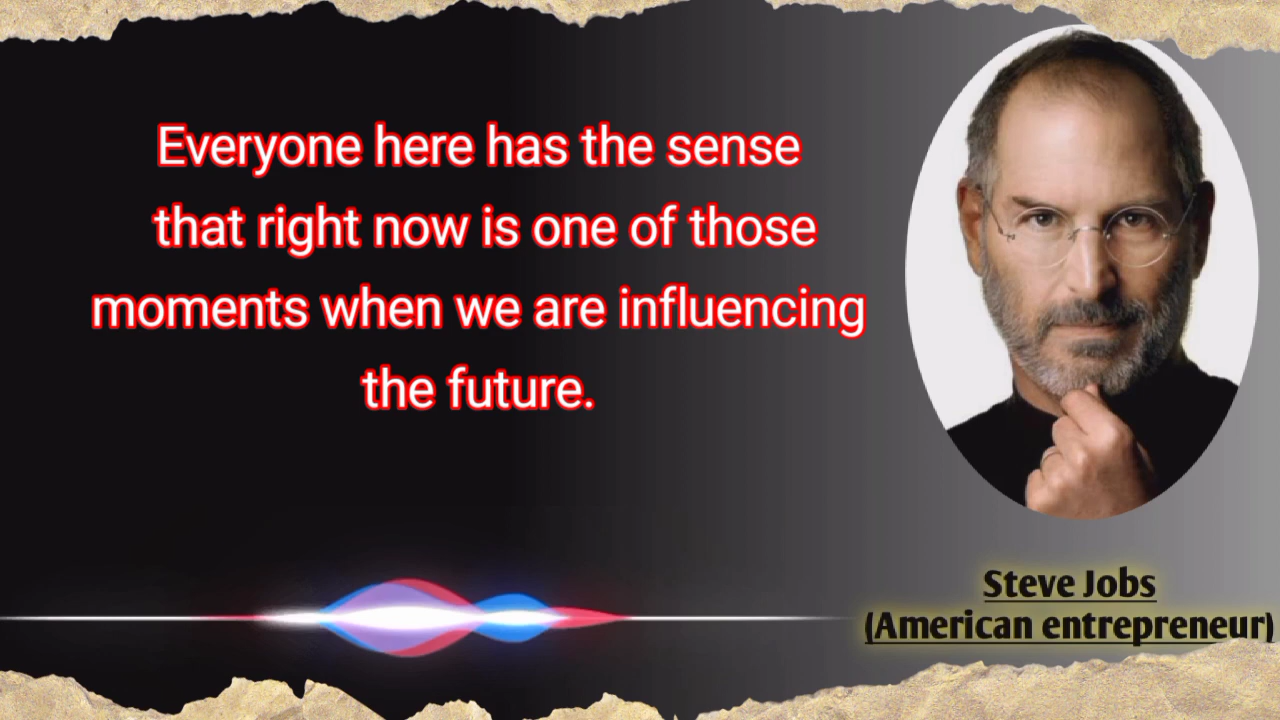 Everyone here has the sense
that right now is one of those
moments when we are influencing
the future.
Steve Jobs
(American entrepreneur)